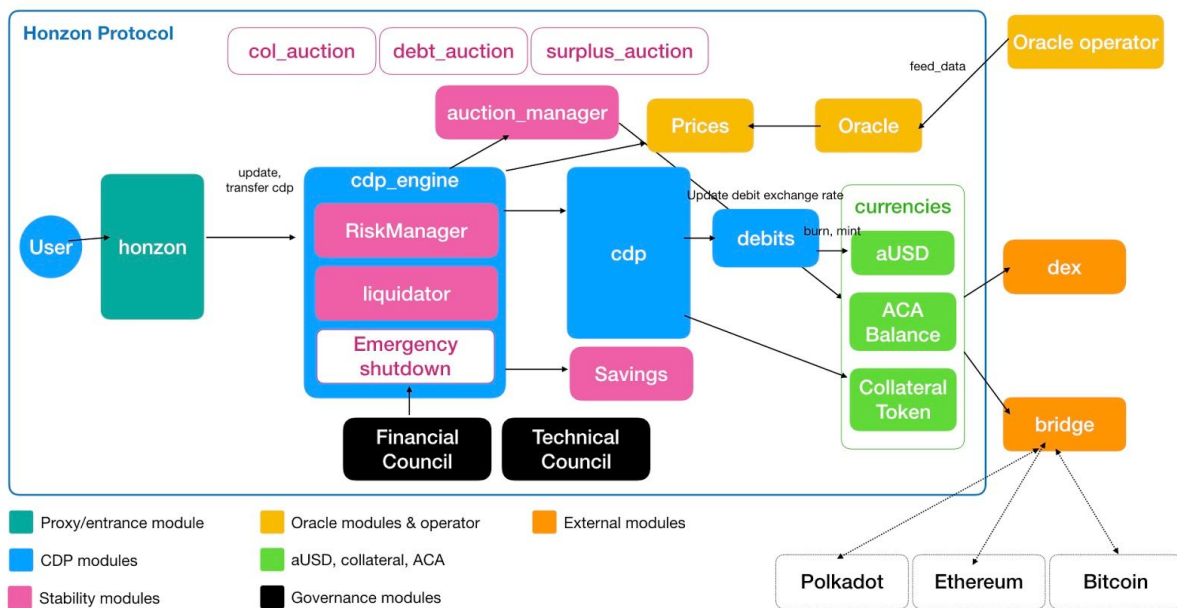 Honzon Protocol
col_auction
debt_auction
surplus_auction
Oracle operator
feed_data
auction_manager
Prices
Oracle
update,
transfer cdp
cdp_engine
User
honzon
RiskManager
liquidator
Emergency
shutdown
cdp
Update debit exchange rate
debits
burn, mint
currencies
aUSD
ACA
Balance
Collateral
Token
dex
bridge
Savings
Financial
Council
Technical
Council
Polkadot
Ethereum
Bitcoin
Proxy/entrance module
Oracle modules & operator
External modules
CDP modules
aUSD, collateral, ACA
Stability modules
Governance modules